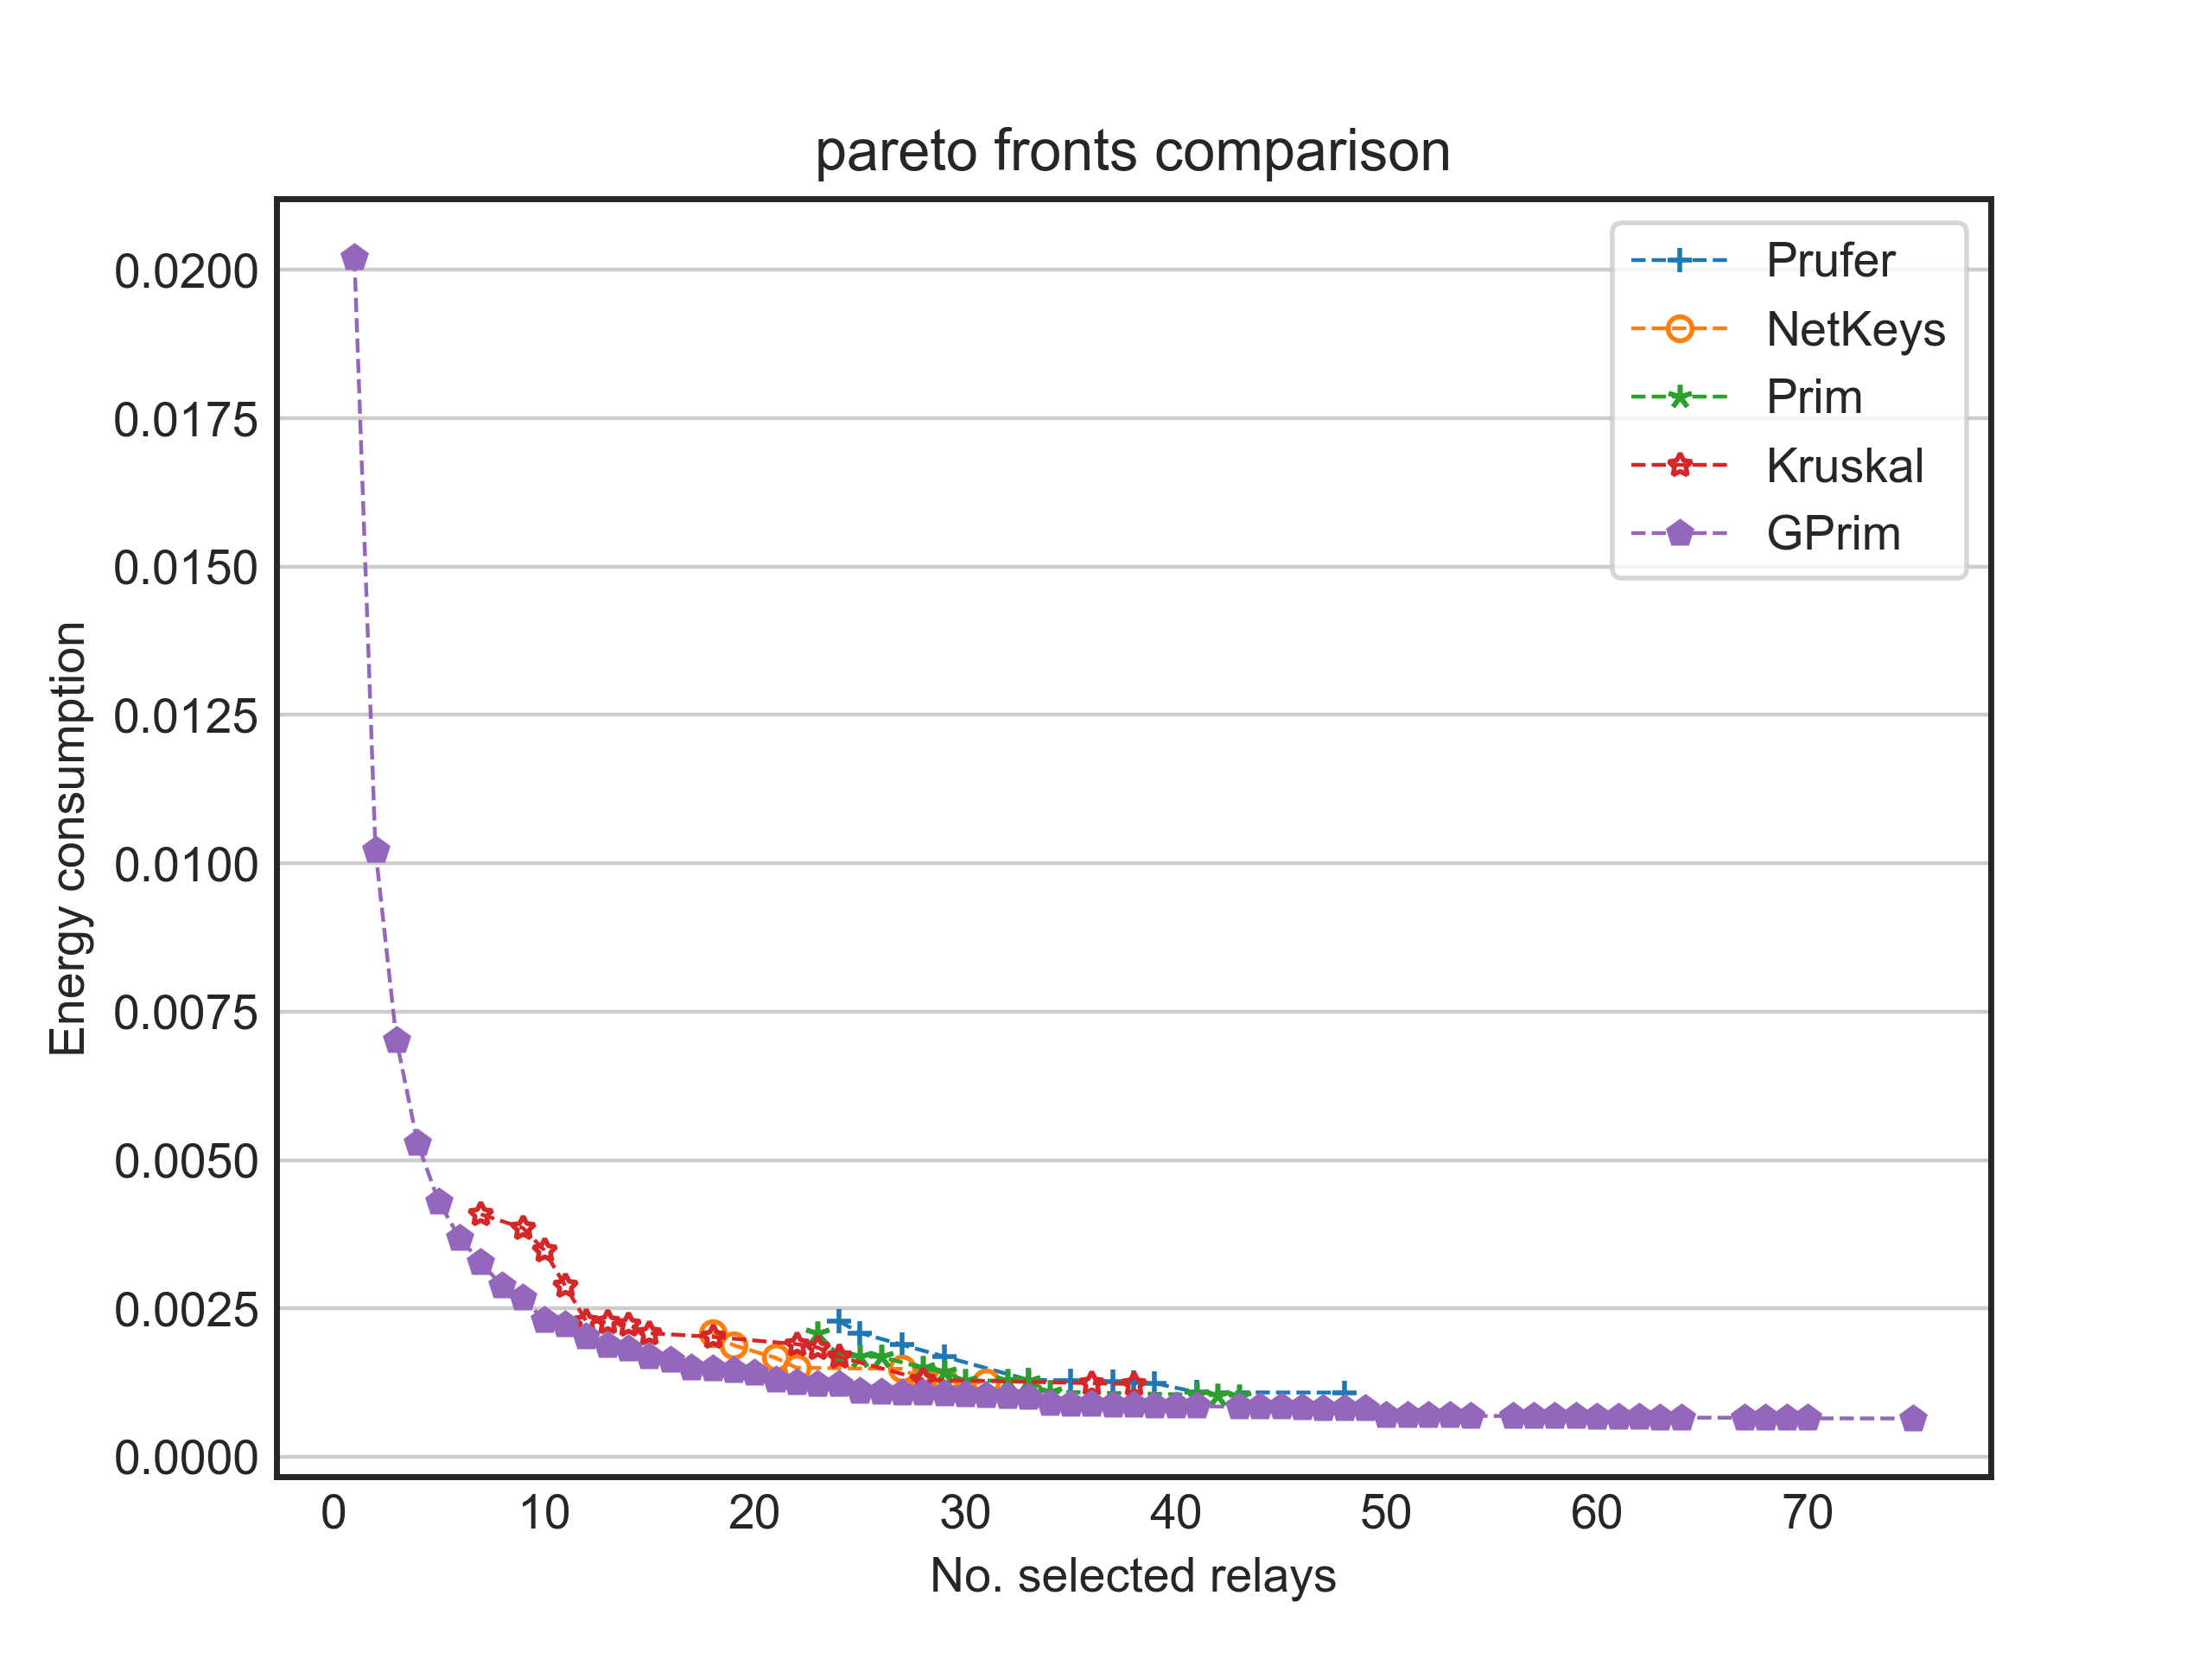 pareto fronts comparison
Prufer
NetKeys
Prim
Kruskal
GPrim
Energy consumption
0.0200
0.0175
0.0150
0.0125
0.0100
0.0075
0.0050
0.0025
0.0000
0 10 20 30 40 50 60 70
No. selected relays